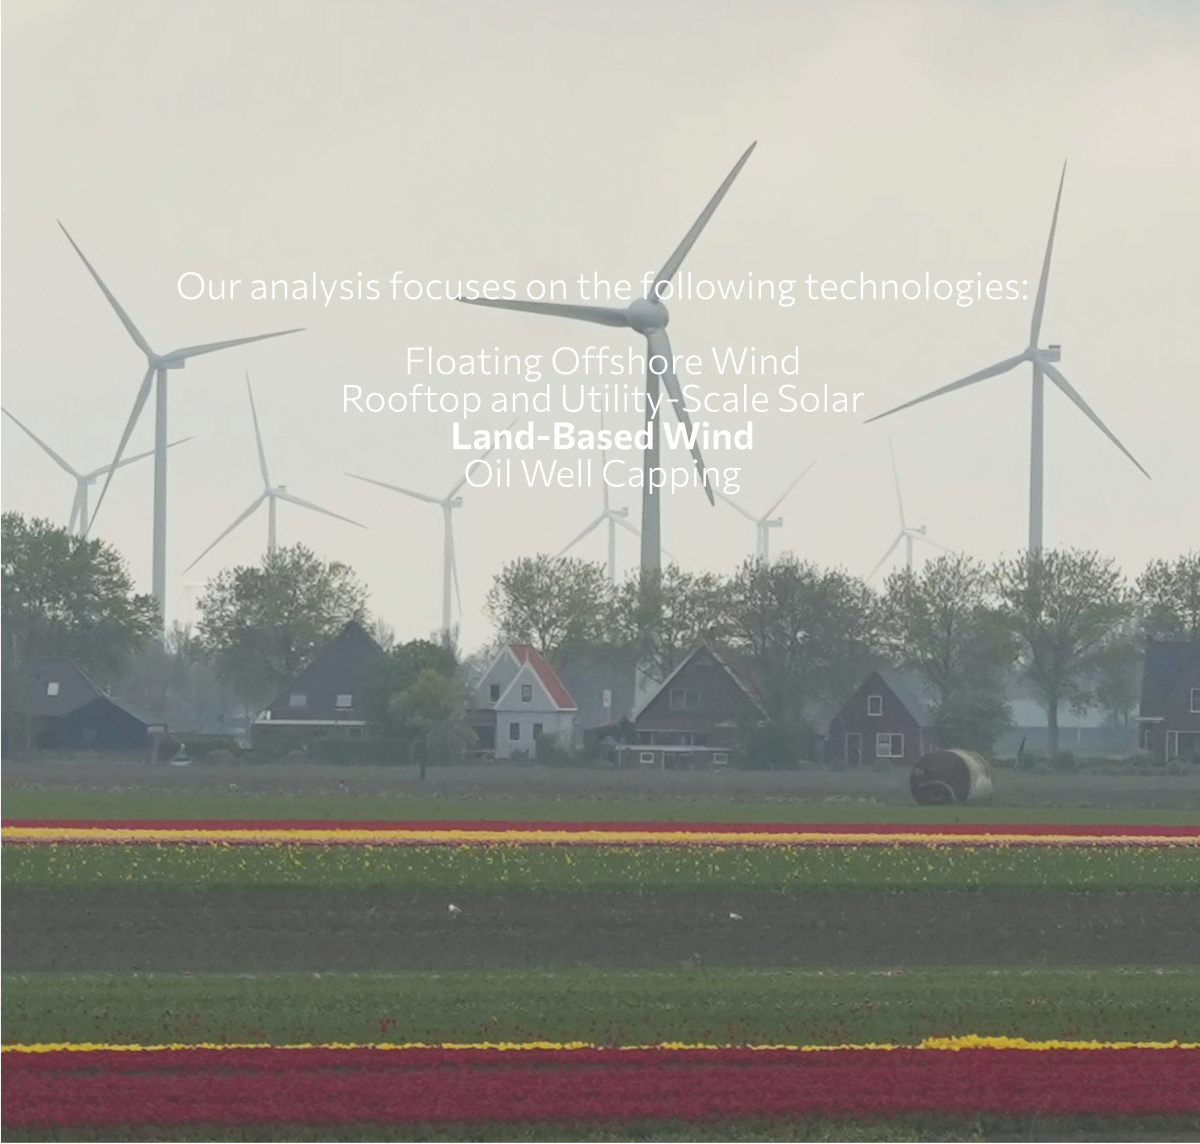 Our analysis focuses on the following technologies:
Floating Offshore Wind
Rooftop and Utility-Scale Solar
Land-Based Wind
Oil Well Capping